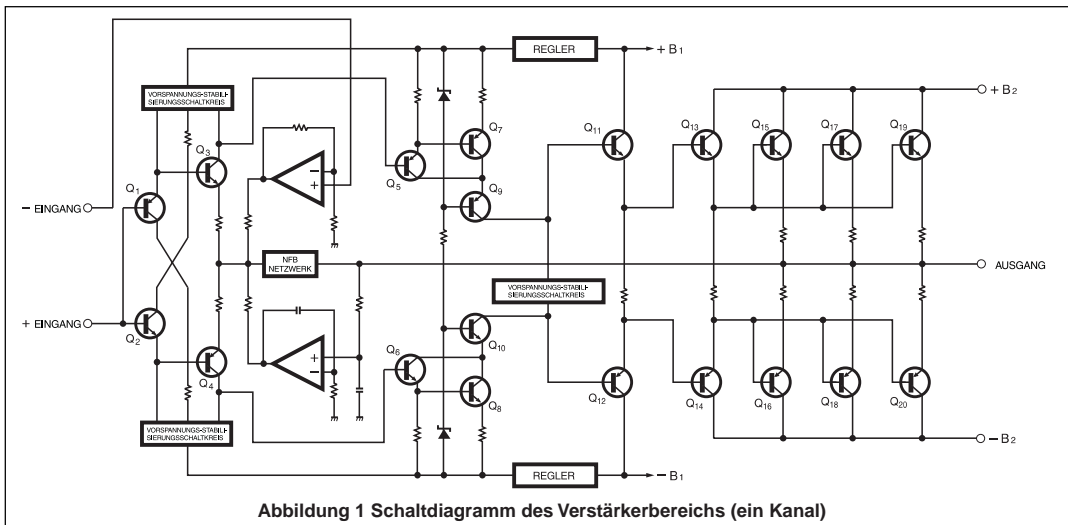 REGLER
+ B1
VORSPANNUNGS-STABILI-
SIERUNGSSCHALTKREIS
+ B2
Q3
Q7
Q11
Q13
Q15
Q17
Q19
−
+
Q5
Q1
Q9
− EINGANG
NFB
NETZWERK
AUSGANG
VORSPANNUNGS-STABILI-
SIERUNGSSCHALTKREIS
+ EINGANG
Q2
Q10
+
−
Q6
Q4
Q8
Q12
Q14
Q16
Q18
Q20
VORSPANNUNGS-STABILI-
SIERUNGSSCHALTKREIS
− B2
REGLER
− B1
Abbildung 1 Schaltdiagramm des Verstärkerbereichs (ein Kanal)